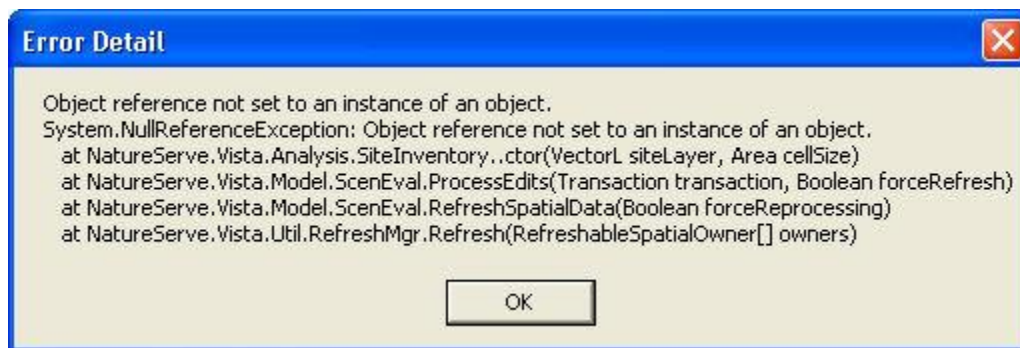 Error Detail
Object reference not set to an instance of an object.
System.NullReferenceException: Object reference not set to an instance of an object.
at NatureServe.Vista.Analysis.SiteInventory..ctor(VectorL siteLayer, Area cellSize)
at NatureServe.Vista.Model.ScenEval.ProcessEdits(Transaction transaction, Boolean forceRefresh)
at NatureServe.Vista.Model.ScenEval.RefreshSpatialData(Boolean forceReprocessing)
at NatureServe.Vista.Util.RefreshMgr.Refresh(RefreshableSpatialOwner[] owners)
OK